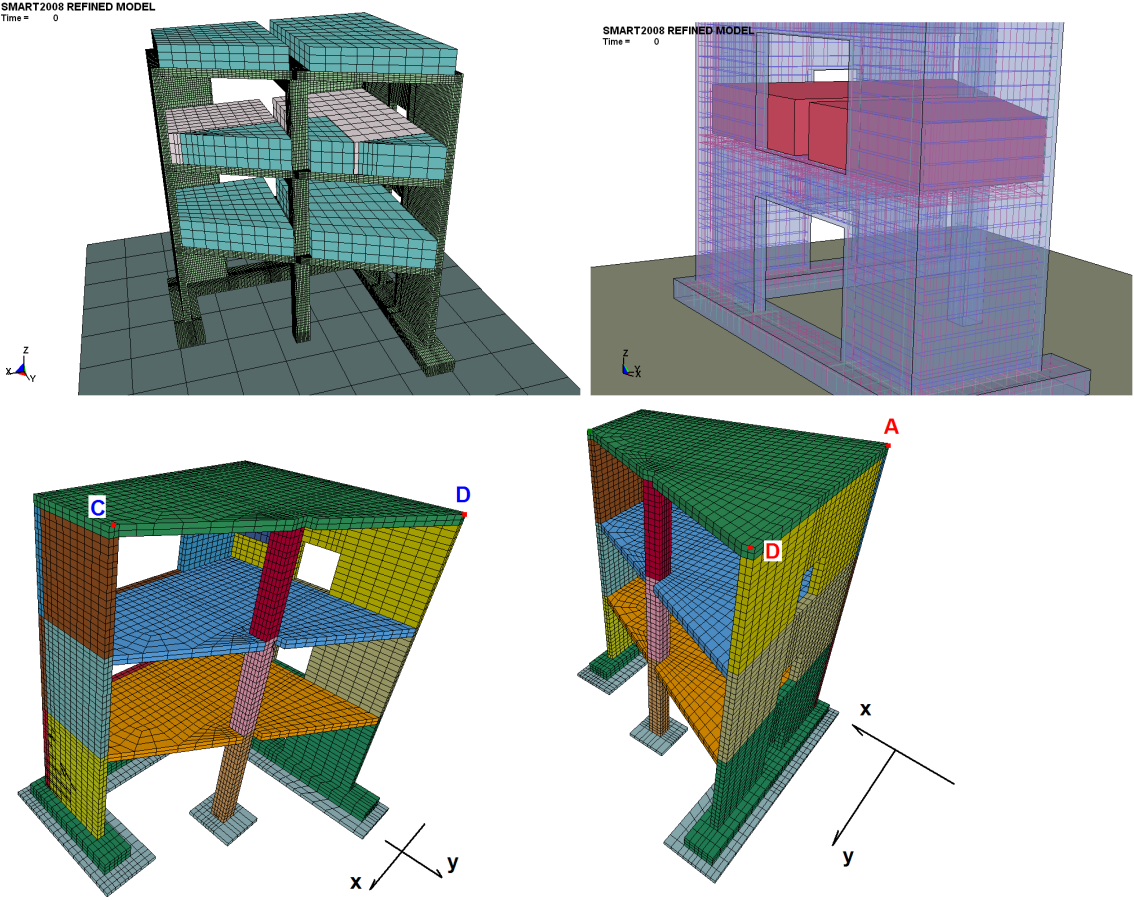 SMART2008 REFINED MODEL
Time = 0
Z
X
Y
SMART2008 REFINED MODEL
Time = 0
Z
Y
X
C
D
A
D
x
y
x
y